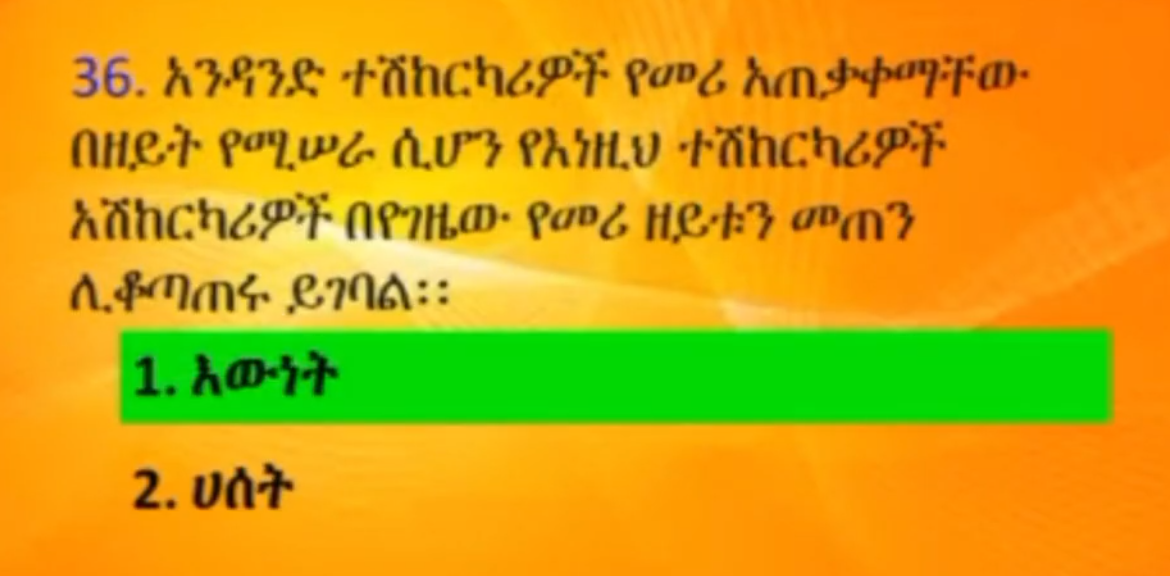 36. አንዳንድ ተሽከርካሪዎች የመሪ አጠቃቀማቸው
በዘይት የሚሠራ ሲሆን የእነዚህ ተሽከርካሪዎች
አሽከርካሪዎች በየገዜው የመሪ ዘይቱን መጠን
ሊቆጣጠሩ ይገባል፡፡
1. እውነት
2. ሀሰት